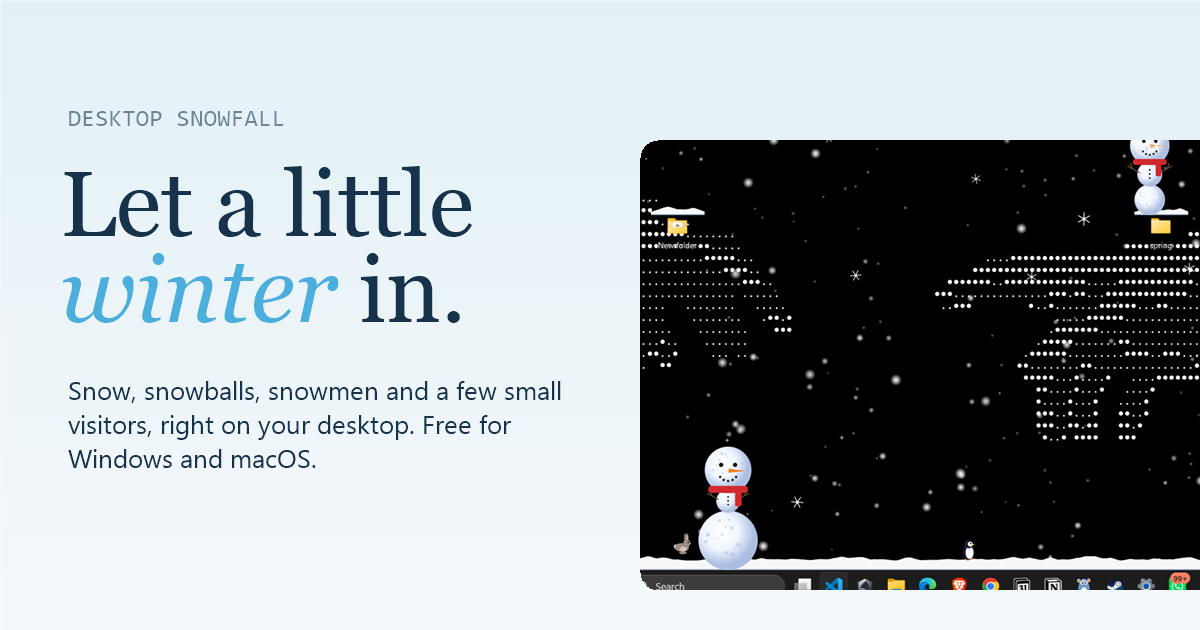 DESKTOP SNOWFALL
Let a little
winter in.
Snow, snowballs, snowmen and a few small
visitors, right on your desktop. Free for
Windows and macOS.
New folder
spring
Search
99+